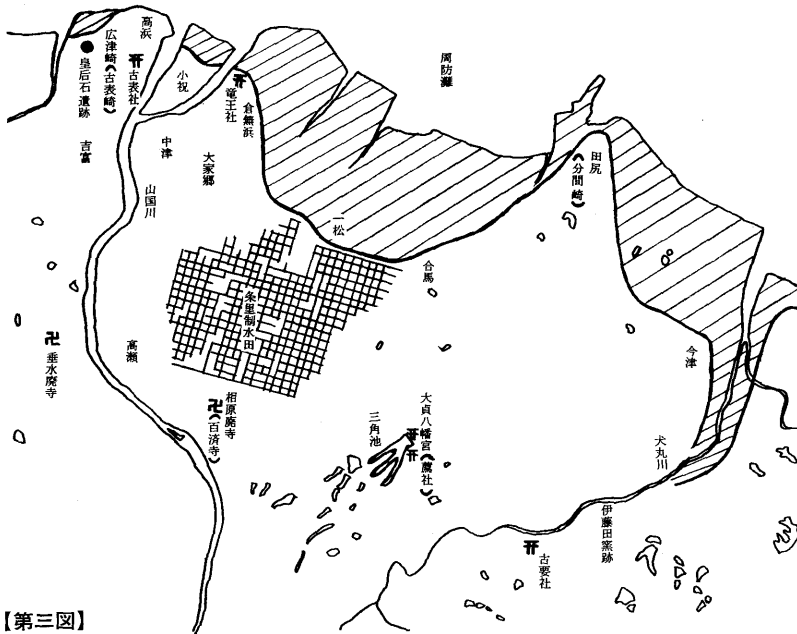 高浜
広津崎《古表崎》
古表社
皇后石遺跡
吉富
小祝
竜王社
倉無浜
中津
大家郷
山国川
周防灘
田尻
《分間崎》
一松
合馬
条里制水田
今津
高瀬
垂水廃寺
相原廃寺
《百済寺》
三角池
大貞八幡宮《薦社》
犬丸川
伊藤田窯跡
古要社
【第三図】